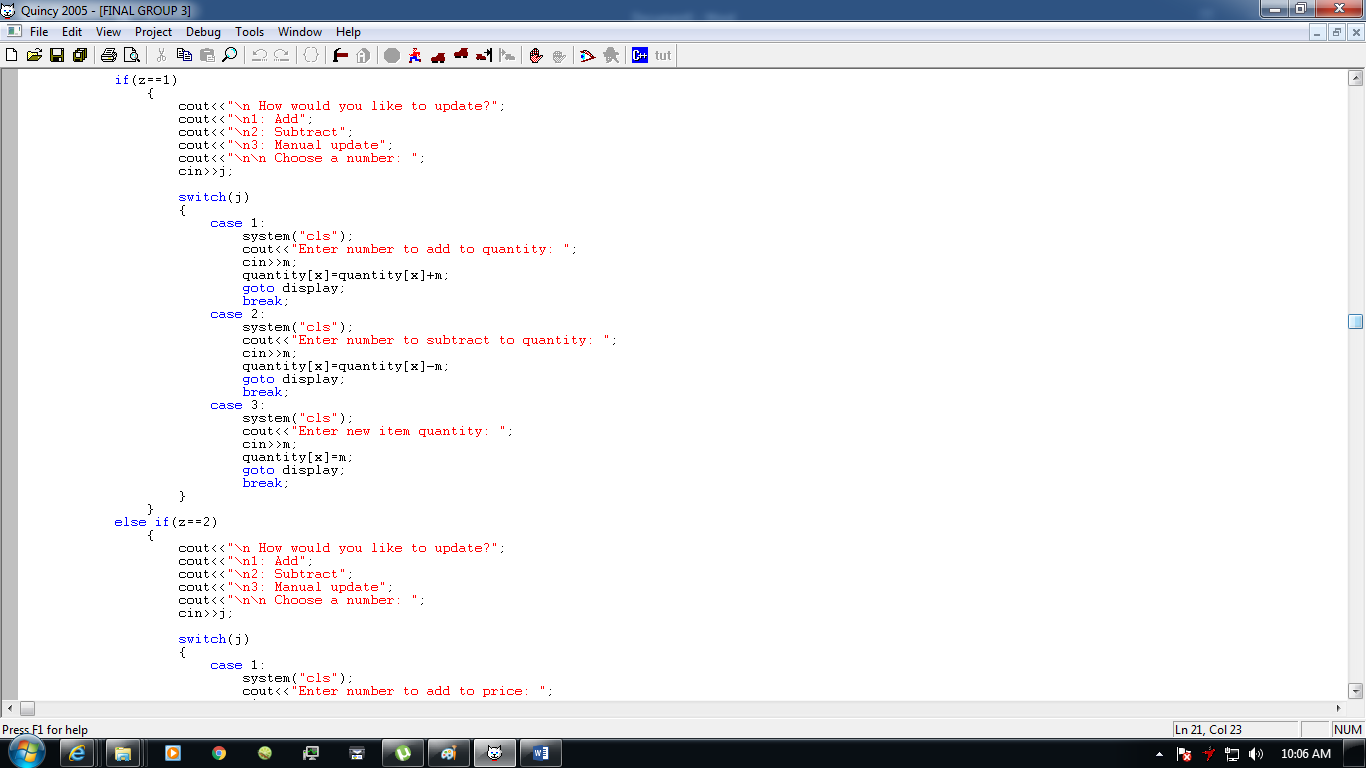 Quincy 2005 - [FINAL GROUP 3]
File Edit View Project Debug Tools Window Help
C++ tut
if(z==1)
{
cout<<"\n How would you like to update?";
cout<<"\n1: Add";
cout<<"\n2: Subtract";
cout<<"\n3: Manual update";
cout<<"\n\n Choose a number: ";
cin>>j;
switch(j)
{
case 1:
system("cls");
cout<<"Enter number to add to quantity: ";
cin>>m;
quantity[x]=quantity[x]+m;
goto display;
break;
case 2:
system("cls");
cout<<"Enter number to subtract to quantity: ";
cin>>m;
quantity[x]=quantity[x]-m;
goto display;
break;
case 3:
system("cls");
cout<<"Enter new item quantity: ";
cin>>m;
quantity[x]=m;
goto display;
break;
}
}
else if(z==2)
{
cout<<"\n How would you like to update?";
cout<<"\n1: Add";
cout<<"\n2: Subtract";
cout<<"\n3: Manual update";
cout<<"\n\n Choose a number: ";
cin>>j;
switch(j)
{
case 1:
system("cls");
cout<<"Enter number to add to price: ";
Press F1 for help
Ln 21, Col 23
NUM
10:06 AM